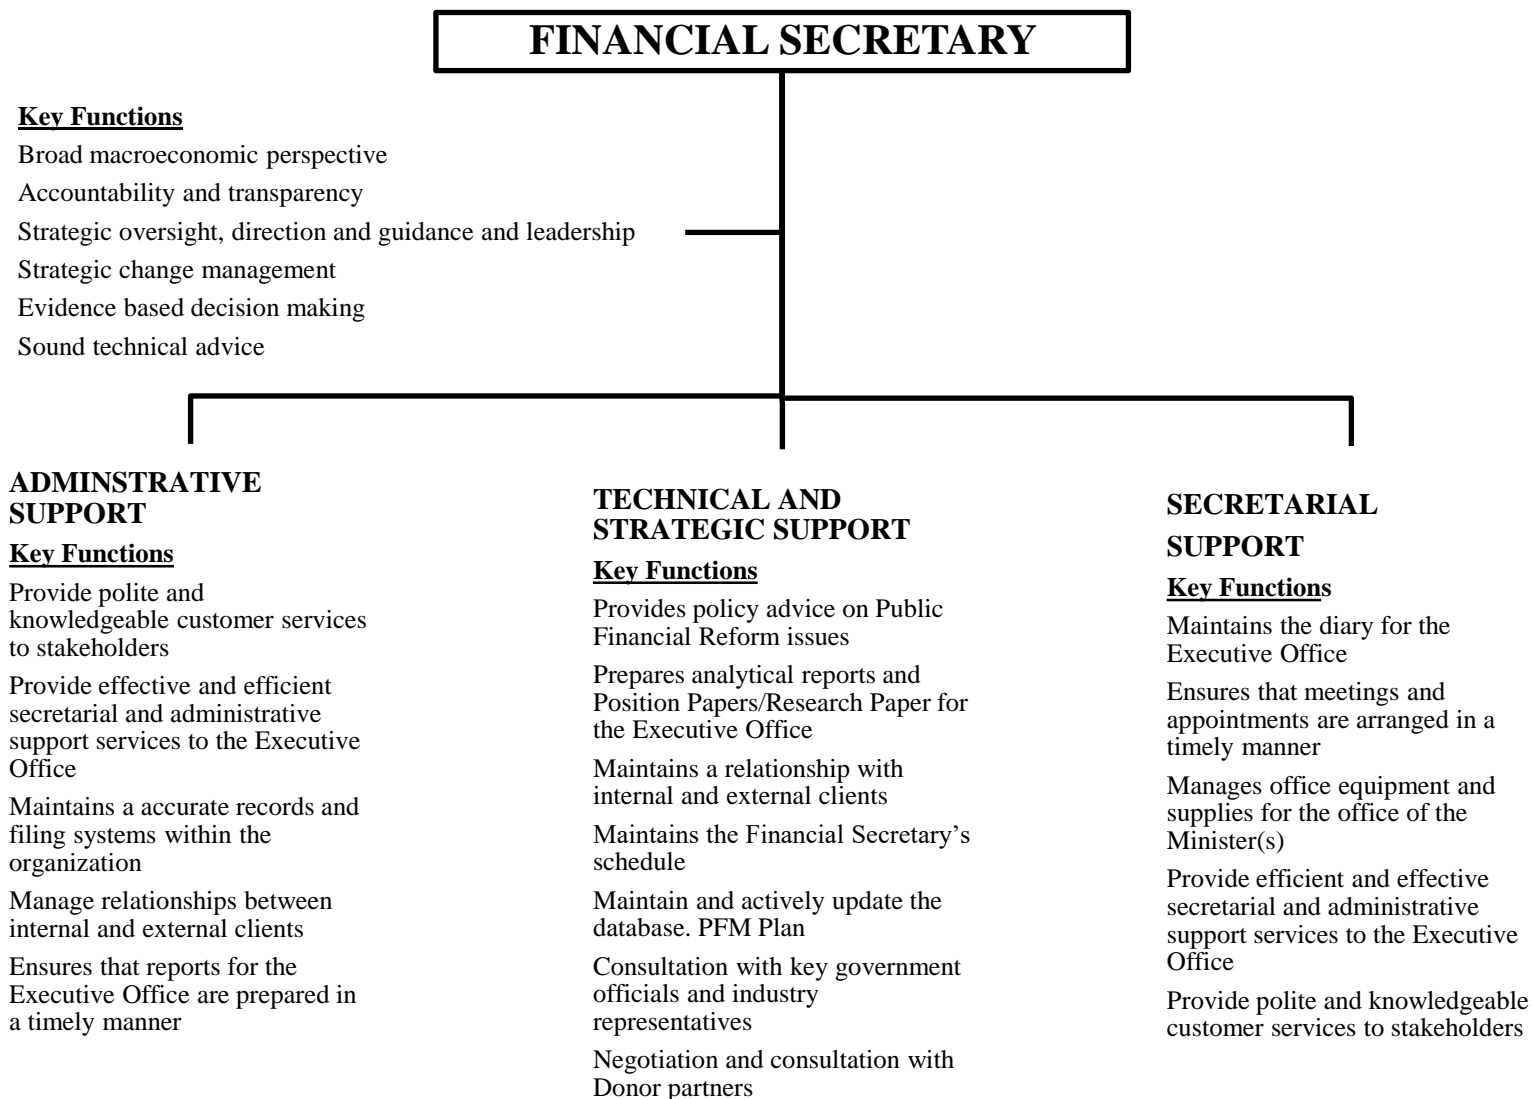 FINANCIAL SECRETARY
Key Functions
Broad macroeconomic perspective
Accountability and transparency
Strategic oversight, direction and guidance and leadership
Strategic change management
Evidence based decision making
Sound technical advice
ADMINSTRATIVE
SUPPORT
Key Functions
Provide polite and
knowledgeable customer services
to stakeholders
Provide effective and efficient
secretarial and administrative
support services to the Executive
Office
Maintains a accurate records and
filing systems within the
organization
Manage relationships between
internal and external clients
Ensures that reports for the
Executive Office are prepared in
a timely manner
TECHNICAL AND
STRATEGIC SUPPORT
Key Functions
Provides policy advice on Public
Financial Reform issues
Prepares analytical reports and
Position Papers/Research Paper for
the Executive Office
Maintains a relationship with
internal and external clients
Maintains the Financial Secretary’s
schedule
Maintain and actively update the
database. PFM Plan
Consultation with key government
officials and industry
representatives
Negotiation and consultation with
Donor partners
SECRETARIAL
SUPPORT
Key Functions
Maintains the diary for the
Executive Office
Ensures that meetings and
appointments are arranged in a
timely manner
Manages office equipment and
supplies for the office of the
Minister(s)
Provide efficient and effective
secretarial and administrative
support services to the Executive
Office
Provide polite and knowledgeable
customer services to stakeholders